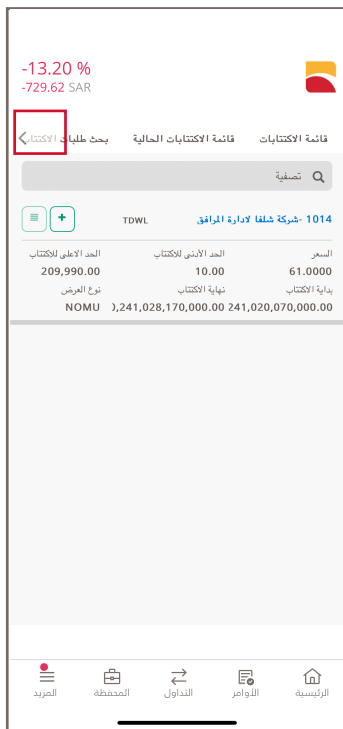 -13.20 %
-729.62 SAR
قائمة الاكتتابات قائمة الاكتتابات الحالية بحث طلبات الاكتتاب
تصفية
1014 -شركة شلفا لادارة المرافق TDWL
السعر الحد الأدنى للاكتتاب الحد الاعلى للاكتتاب
61.0000 10.00 209,990.00
بداية الاكتتاب نهاية الاكتتاب نوع العرض
241,020,070,000.00 0,241,028,170,000.00 NOMU
الرئيسية الأوامر التداول المحفظة المزيد